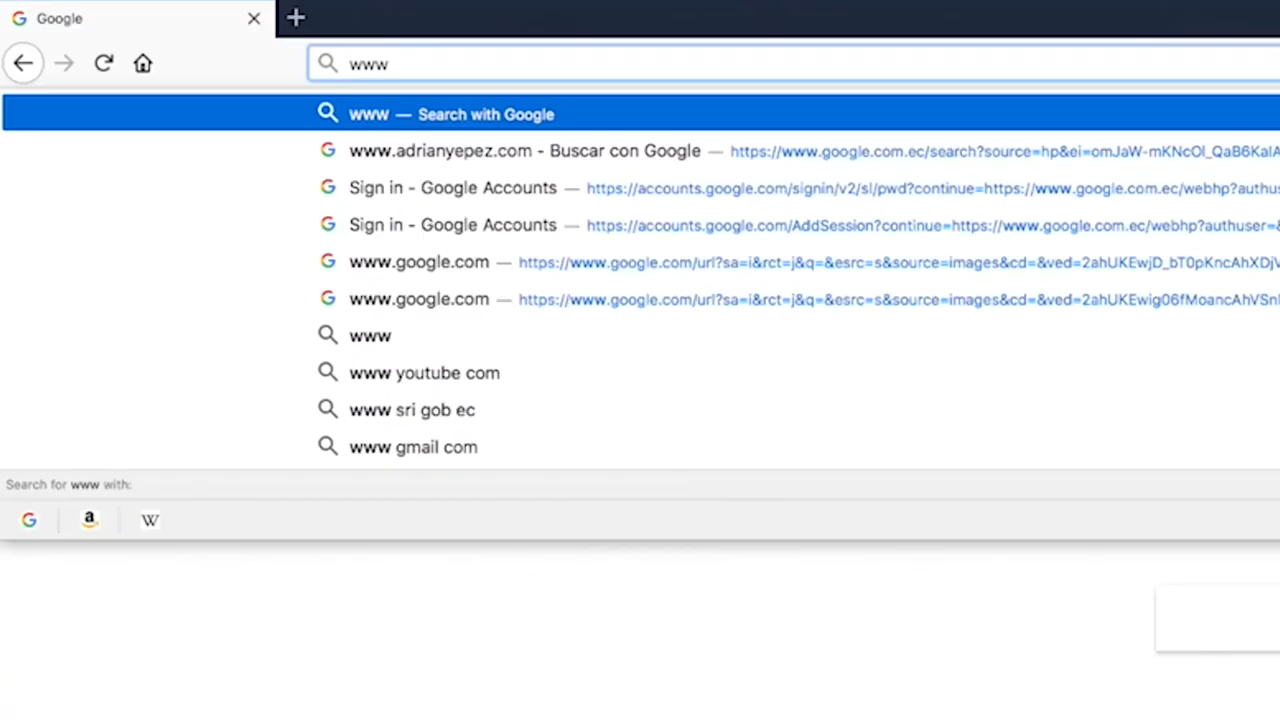 Google
www
www — Search with Google
www.adrianyepez.com - Buscar con Google — https://www.google.com.ec/search?source=hp&ei=omJaW-mKNcOl_QaB6KalA
Sign in - Google Accounts — https://accounts.google.com/signin/v2/sl/pwd?continue=https://www.google.com.ec/webhp?authus
Sign in - Google Accounts — https://accounts.google.com/AddSession?continue=https://www.google.com.ec/webhp?authuser=&
www.google.com — https://www.google.com/url?sa=i&rct=j&q=&esrc=s&source=images&cd=&ved=2ahUKEwjD_bT0pKncAhXDjV
www.google.com — https://www.google.com/url?sa=i&rct=j&q=&esrc=s&source=images&cd=&ved=2ahUKEwig06fMoancAhVSnl
www
www youtube com
www sri gob ec
www gmail com
Search for www with: